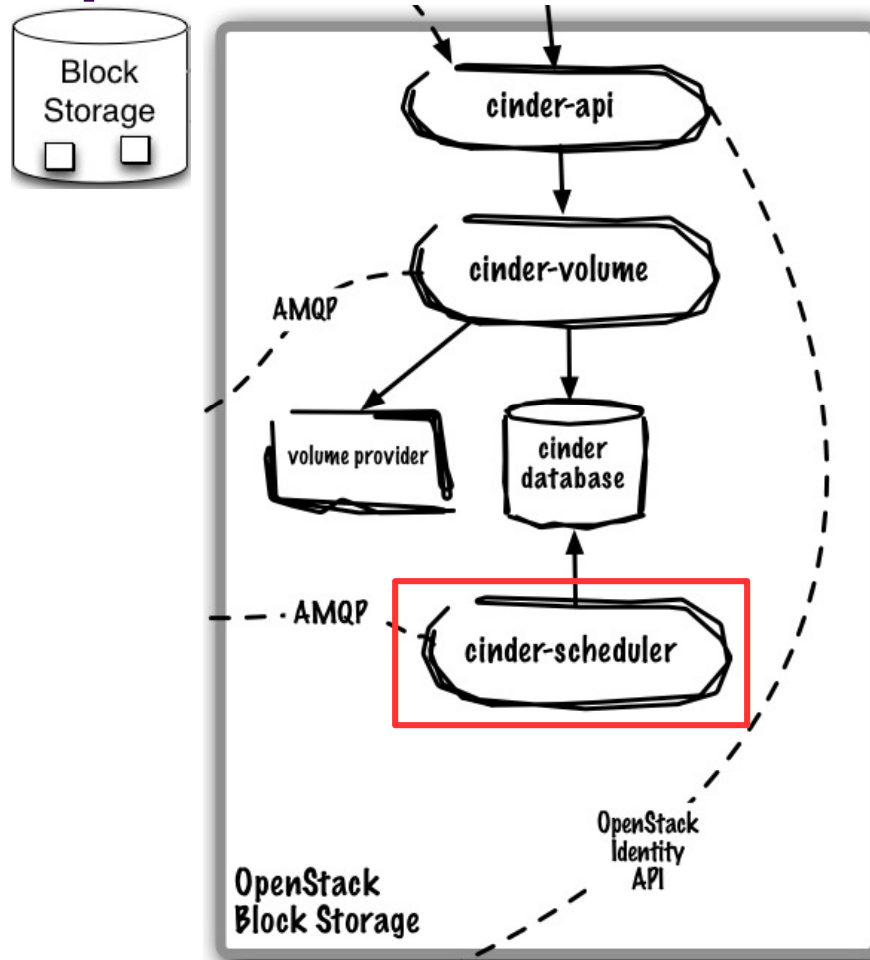 Block
Storage
cinder-api
cinder-volume
AMQP
volume provider
cinder
database
AMQP
cinder-scheduler
OpenStack
Identity
API
OpenStack
Block Storage